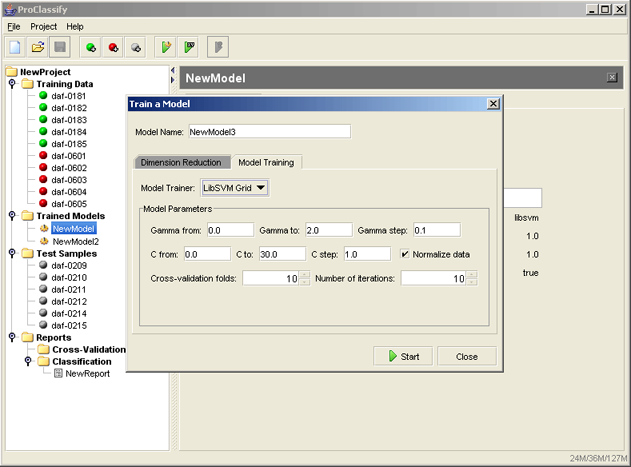 ProClassify
File Project Help
NewProject
Training Data
daf-0181
daf-0182
daf-0183
daf-0184
daf-0185
daf-0601
daf-0602
daf-0603
daf-0604
daf-0605
Trained Models
NewModel
NewModel2
Test Samples
daf-0209
daf-0210
daf-0211
daf-0212
daf-0214
daf-0215
Reports
Cross-Validation
Classification
NewReport
NewModel
Train a Model
Model Name: NewModel3
Dimension Reduction Model Training
Model Trainer: LibSVM Grid
Model Parameters
Gamma from: 0.0 Gamma to: 2.0 Gamma step: 0.1
C from: 0.0 C to: 30.0 C step: 1.0 Normalize data
Cross-validation folds: 10 Number of iterations: 10
Start Close
libsvm
1.0
1.0
true
24M/36M/127M